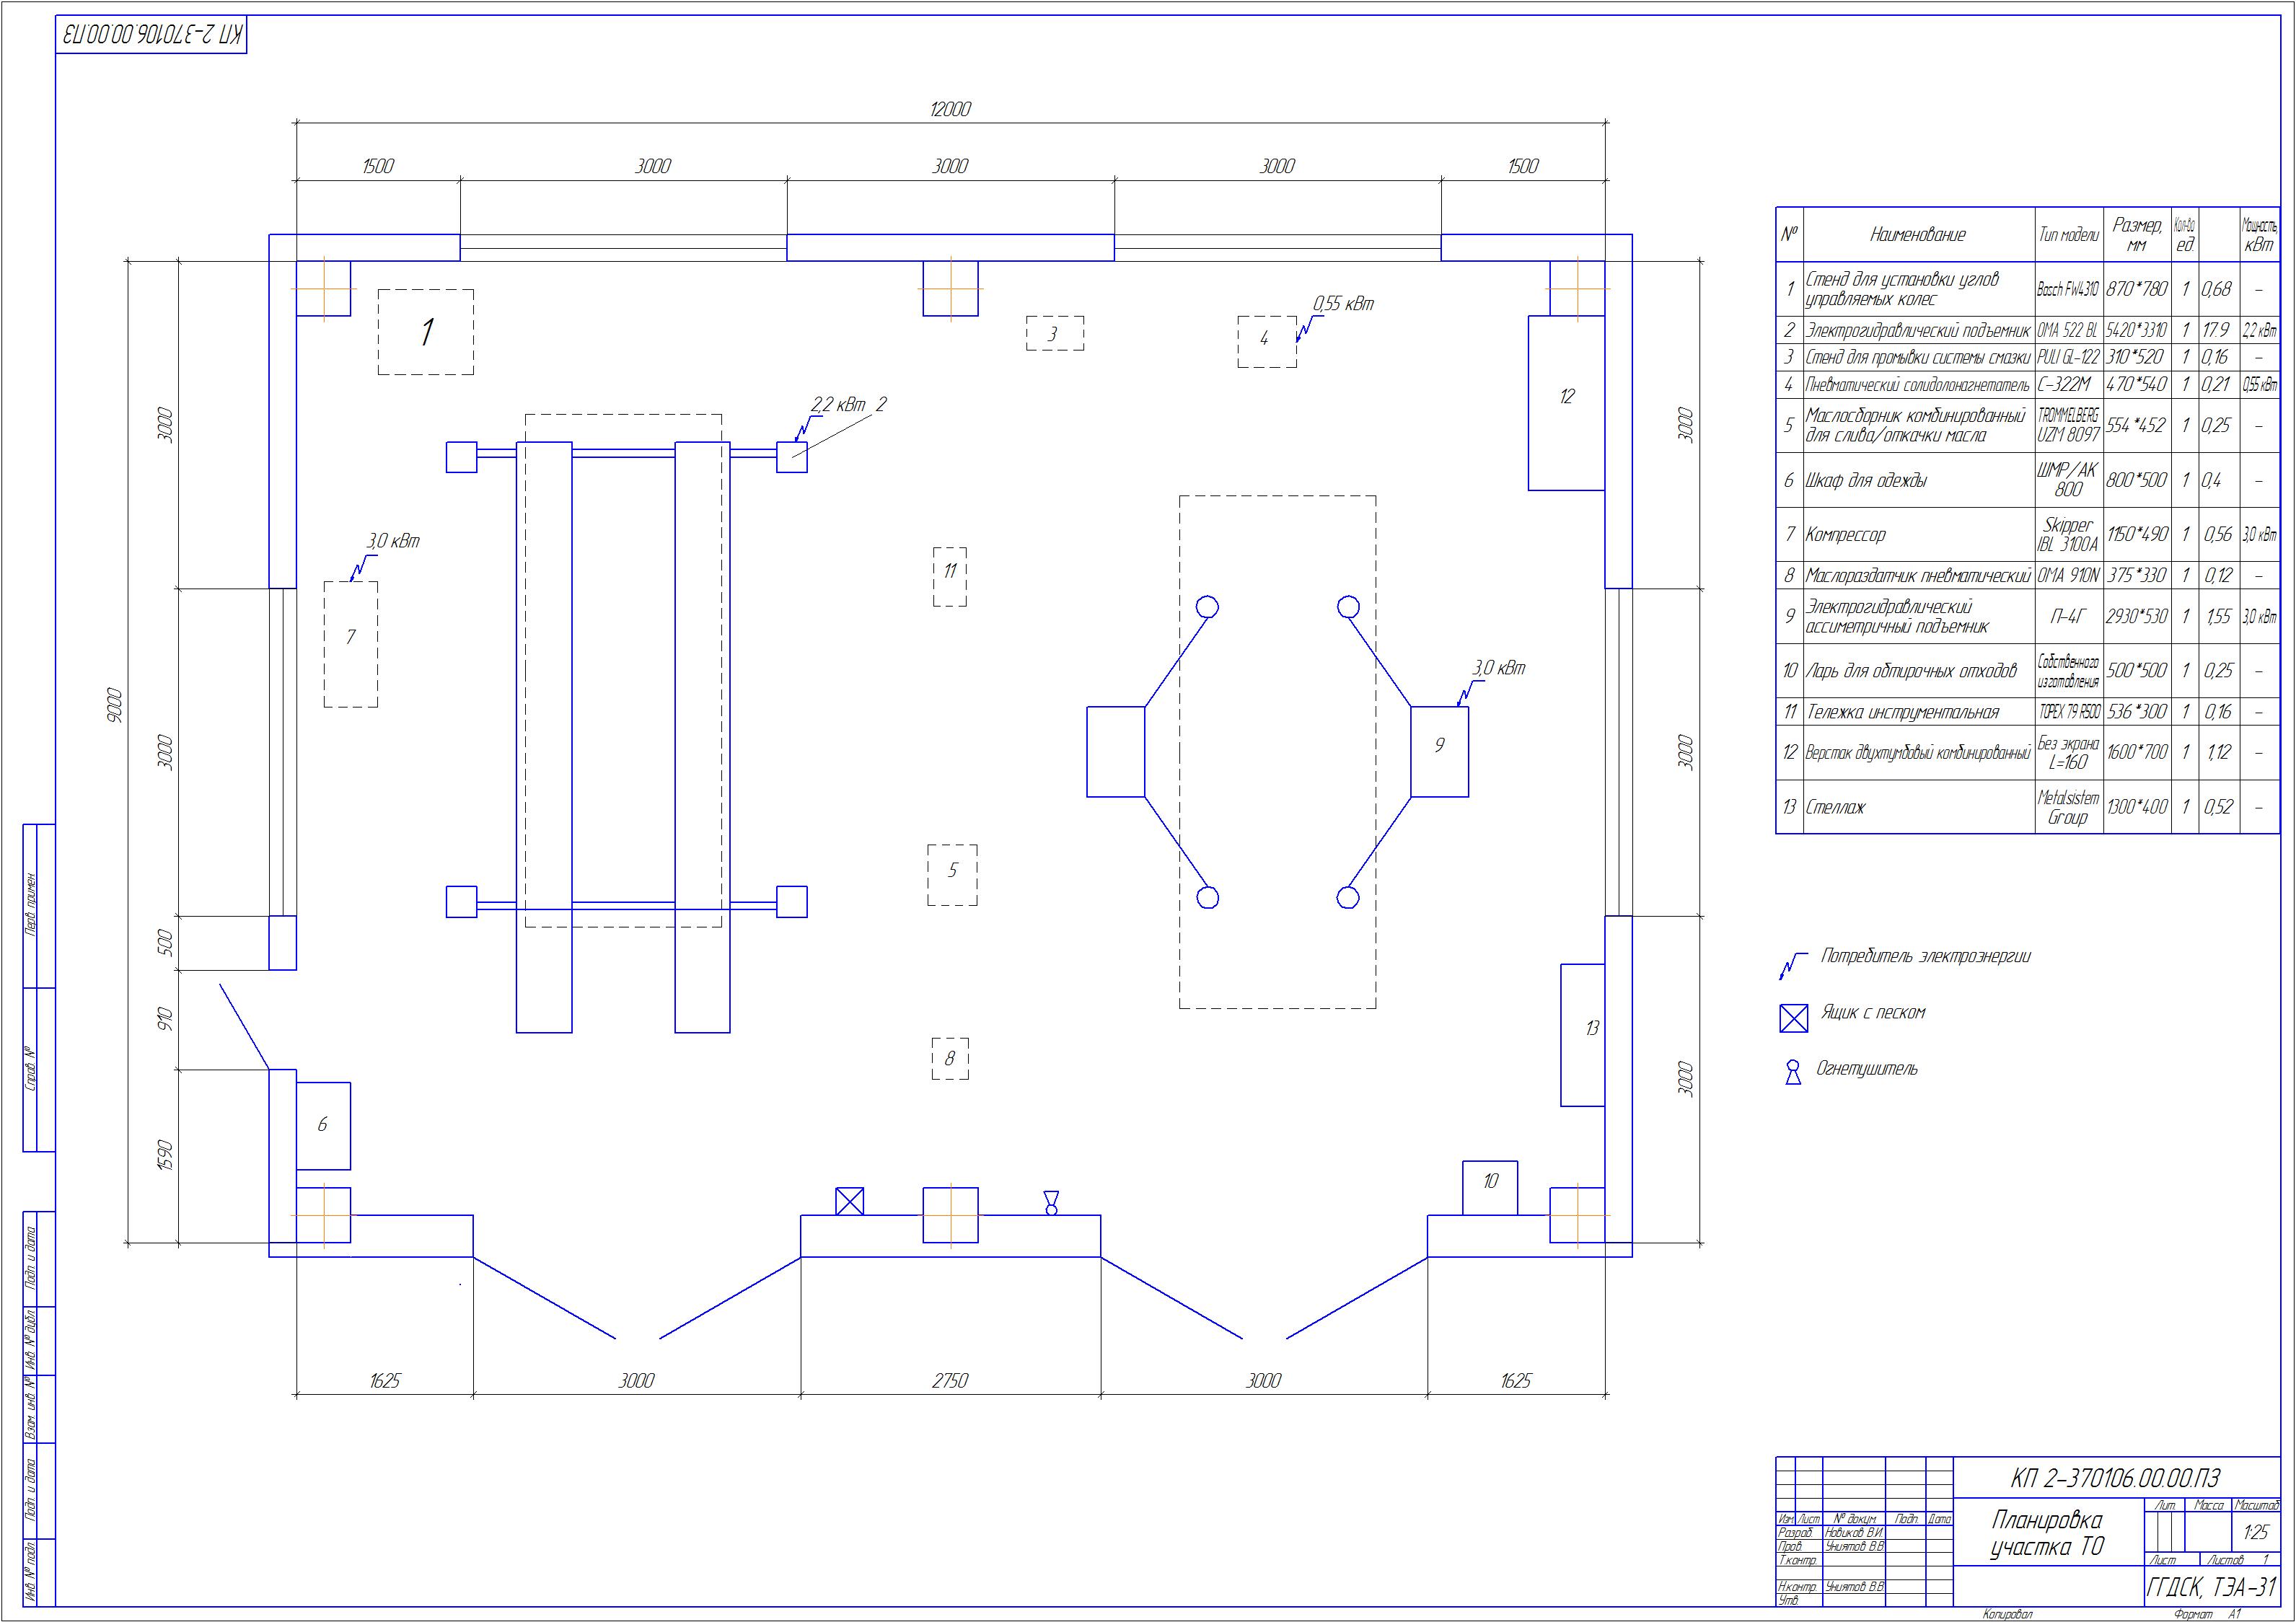 КП 2-370106.00.00.ПЗ
12000
1500
3000
3000
3000
1500
1
3
4
0,55 кВт
12
2,2 кВт 2
3,0 кВт
7
11
3,0 кВт
9
5
8
13
6
10
9000
3000
3000
500
910
1590
3000
3000
3000
1625
3000
2750
3000
1625
№ Наименование Тип модели Размер, мм Кол-во ед. Мощность, кВт
1 Стенд для установки углов управляемых колес Bosch FW4310 870*780 1 0,68 –
2 Электрогидравлический подъемник OMA 522 BL 5420*3310 1 17.9 2,2 кВт
3 Стенд для промывки системы смазки PULI GL-122 310*520 1 0,16 –
4 Пневматический солидолонагнетатель С-322М 470*540 1 0,21 0,55 кВт
5 Маслосборник комбинированный для слива/откачки масла TROMMELBERG UZM 8097 554*452 1 0,25 –
6 Шкаф для одежды ШМР/АК 800 800*500 1 0,4 –
7 Компрессор Skipper IBL 3100A 1150*490 1 0,56 3,0 кВт
8 Маслораздатчик пневматический OMA 910N 375*330 1 0,12 –
9 Электрогидравлический ассиметричный подъемник П-4Г 2930*530 1 1,55 3,0 кВт
10 Ларь для обтирочных отходов Собственного изготовления 500*500 1 0,25 –
11 Тележка инструментальная TOPEX 79 R500 536*300 1 0,16 –
12 Верстак двухтумбовый комбинированный Без экрана L=160 1600*700 1 1,12 –
13 Стеллаж Metalsistem Group 1300*400 1 0,52 –
Потребитель электроэнергии
Ящик с песком
Огнетушитель
Перв. примен.
Справ. №
Подп. и дата
Инв. № дубл.
Взам. инв. №
Подп. и дата
Инв. № подл.
КП 2-370106.00.00.ПЗ
Планировка
участка ТО
Лит. Масса Масштаб
1:25
Лист Листов 1
ГГДСК, ТЭА-31
Изм. Лист № докум. Подп. Дата
Разраб. Новиков В.И.
Пров. Униятов В.В.
Т.контр.
Н.контр. Униятов В.В.
Утв.
Копировал Формат А1